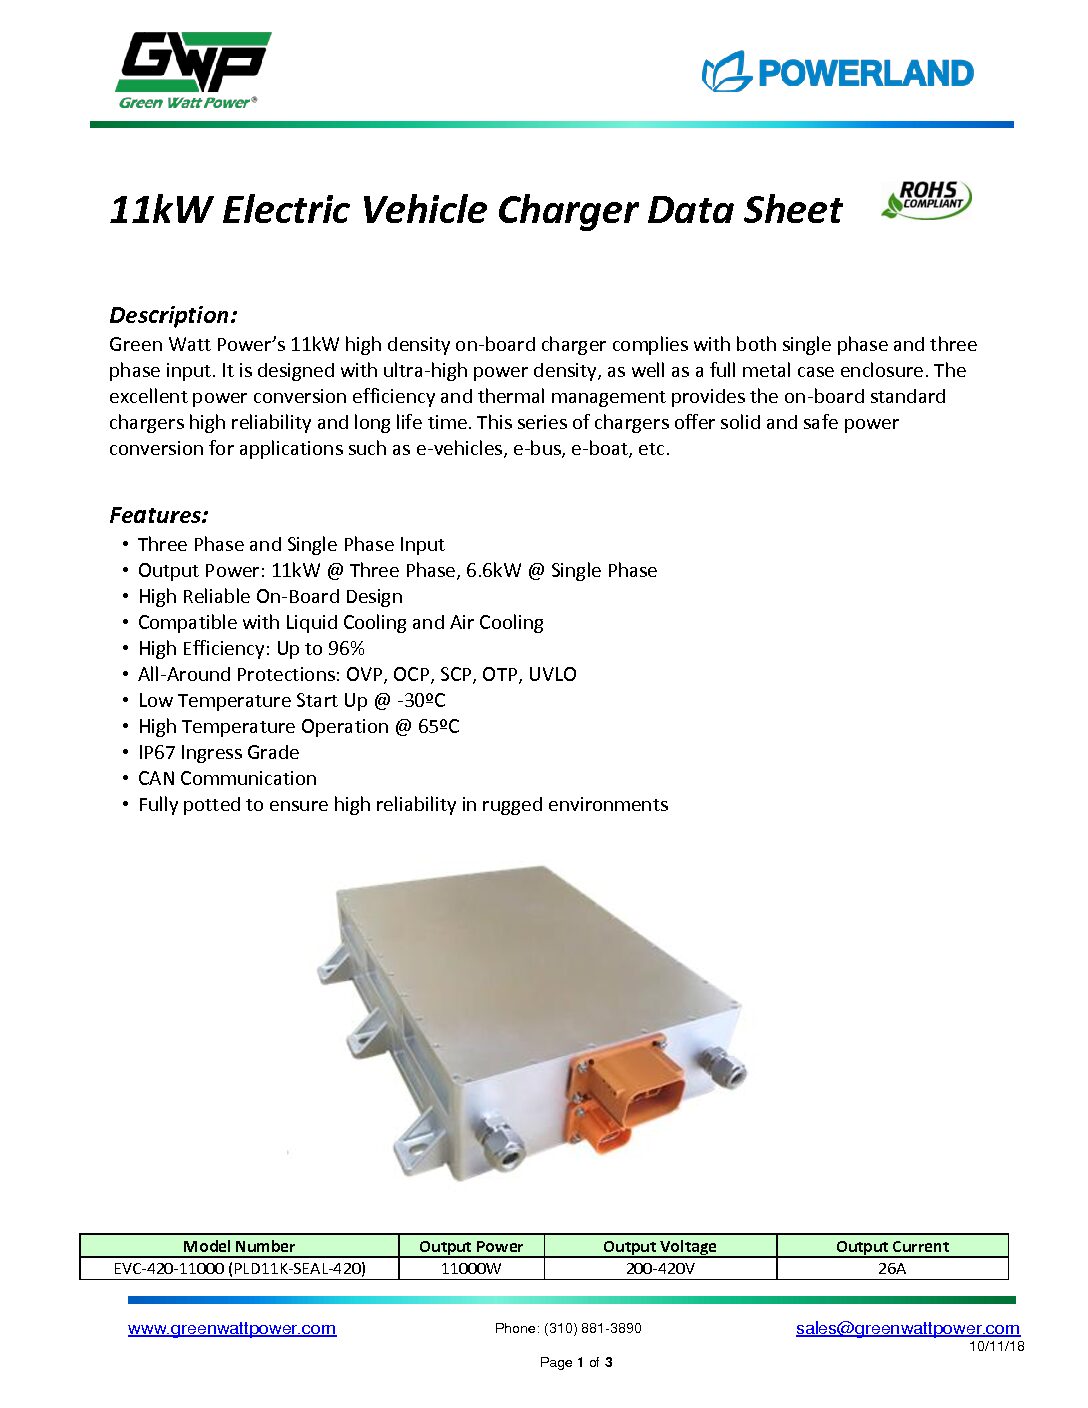 GWP
Green Watt Power®
POWERLAND
11kW Electric Vehicle Charger Data Sheet
ROHS
COMPLIANT
Description:
Green Watt Power’s 11kW high density on-board charger complies with both single phase and three
phase input. It is designed with ultra-high power density, as well as a full metal case enclosure. The
excellent power conversion efficiency and thermal management provides the on-board standard
chargers high reliability and long life time. This series of chargers offer solid and safe power
conversion for applications such as e-vehicles, e-bus, e-boat, etc.
Features:
• Three Phase and Single Phase Input
• Output Power: 11kW @ Three Phase, 6.6kW @ Single Phase
• High Reliable On-Board Design
• Compatible with Liquid Cooling and Air Cooling
• High Efficiency: Up to 96%
• All-Around Protections: OVP, OCP, SCP, OTP, UVLO
• Low Temperature Start Up @ -30ºC
• High Temperature Operation @ 65ºC
• IP67 Ingress Grade
• CAN Communication
• Fully potted to ensure high reliability in rugged environments
Model Number Output Power Output Voltage Output Current
EVC-420-11000 (PLD11K-SEAL-420) 11000W 200-420V 26A
www.greenwattpower.com Phone: (310) 881-3890 sales@greenwattpower.com
10/11/18
Page 1 of 3